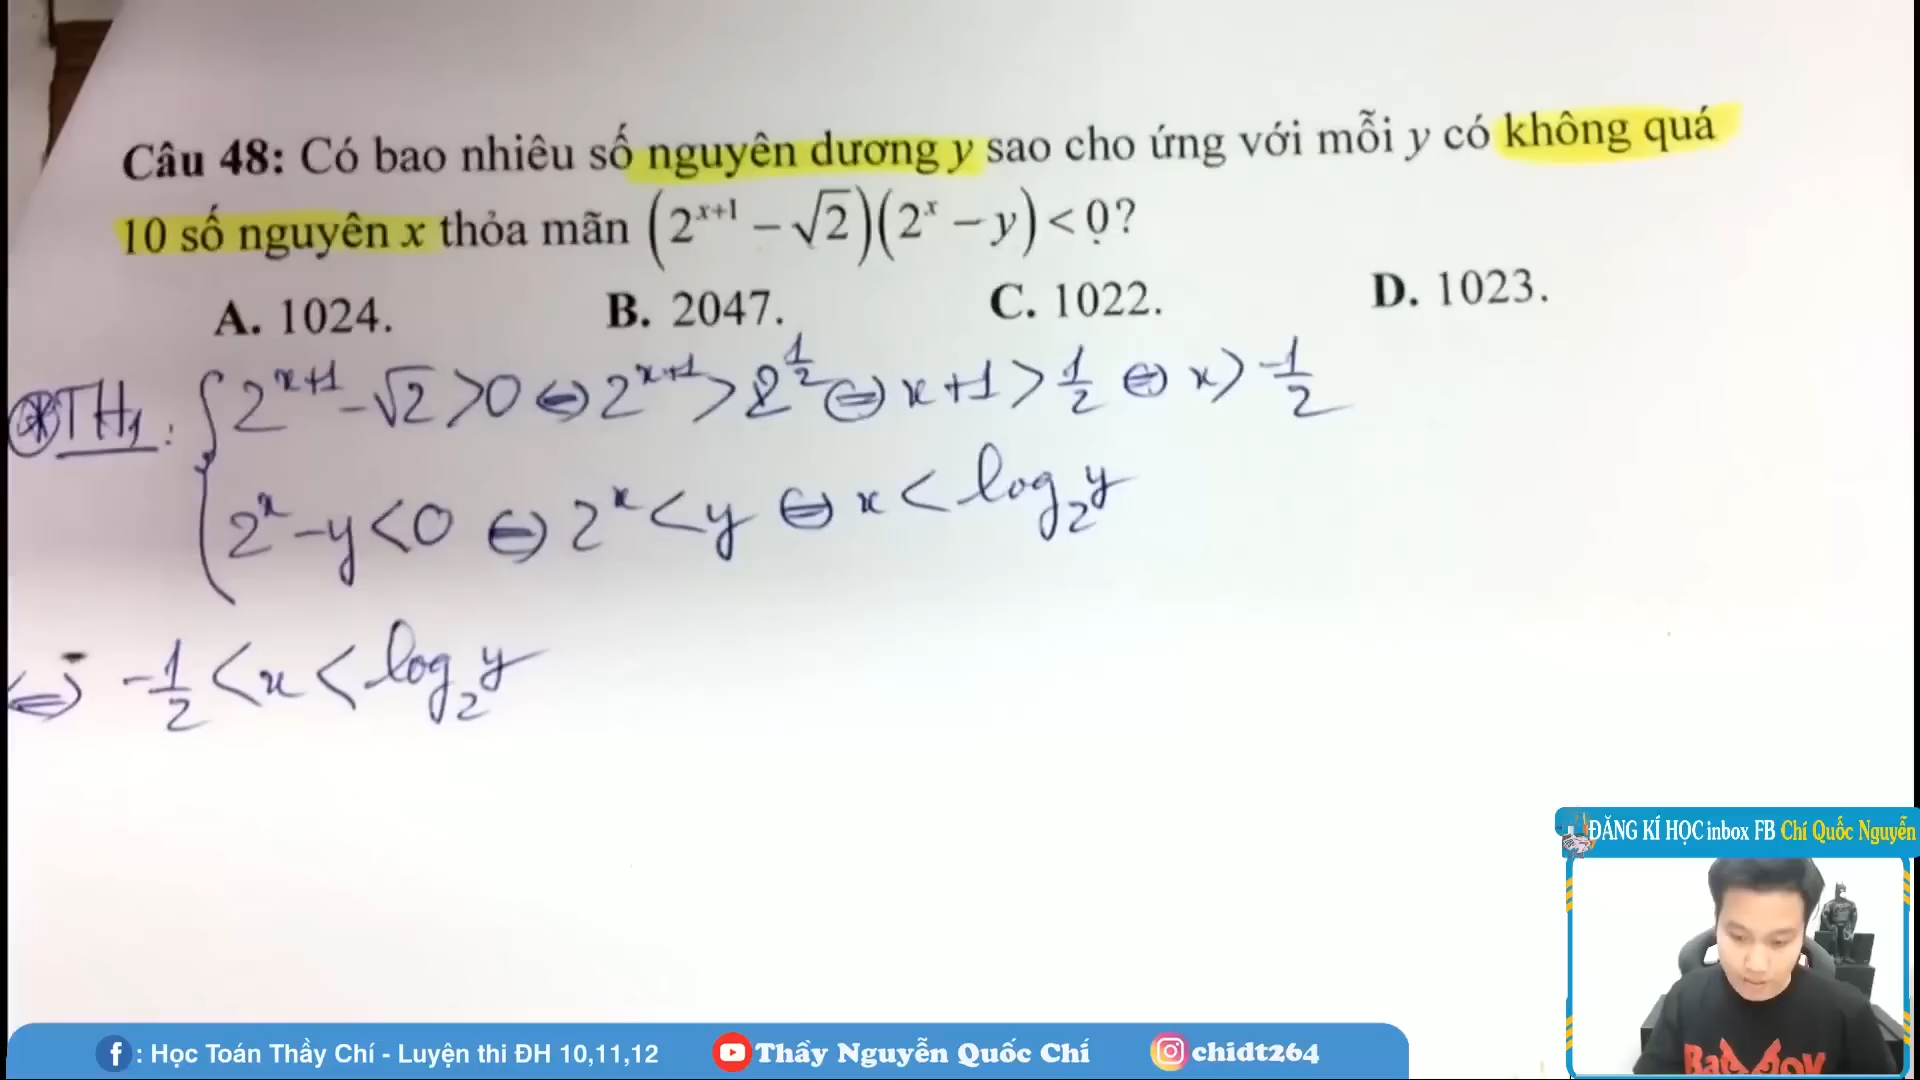 Câu 48: Có bao nhiêu số nguyên dương y sao cho ứng với mỗi y có không quá
10 số nguyên x thỏa mãn (2^{x+1} − √2)(2^x − y) < 0?
A. 1024. B. 2047. C. 1022. D. 1023.
⊛ TH1: { 2^{x+1} - √2 > 0 ⇔ 2^{x+1} > 2^{1/2} ⇔ x+1 > 1/2 ⇔ x > -1/2
2^x - y < 0 ⇔ 2^x < y ⇔ x < log_2 y
⇔ -1/2 < x < log_2 y
ĐĂNG KÍ HỌC inbox FB Chí Quốc Nguyễn
: Học Toán Thầy Chí - Luyện thi ĐH 10,11,12 Thầy Nguyễn Quốc Chí chidt264